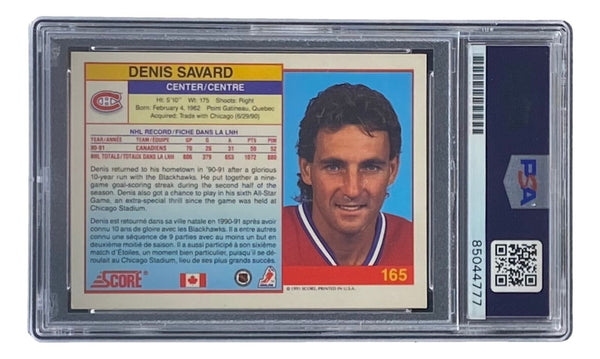 DENIS SAVARD
CENTER/CENTRE
Ht: 5'10" Wt: 175 Shoots: Right
Born: February 4, 1962 Point Gatineau, Quebec
Acquired: Trade with Chicago (6/29/90)
NHL RECORD/FICHE DANS LA LNH
YEAR/ANNÉE TEAM/ÉQUIPE GP G A PTS PIM
90-91 CANADIENS 70 28 31 59 52
NHL TOTALS/TOTAUX DANS LA LNH 806 379 693 1072 880
Denis returned to his hometown in '90-91 after a glorious
10-year run with the Blackhawks. He put together a nine-
game goal-scoring streak during the second half of the
season. Denis also got a chance to play in his sixth All-Star
Game, an extra-special thrill since the game was held at
Chicago Stadium.
Denis est retourné dans sa ville natale en 1990-91 après avoir
connu 10 ans de gloire avec les Blackhawks. Il a entre autres
connu une séquence de 9 parties avec au moins un but en
deuxième moitié de saison. Il a aussi participé à son sixième
match d'Étoiles, un moment bien particulier, puisqu'il se déroulait
au Chicago Stadium, lieu de ses plus grands succès passés.
SCORE
165
© 1991 SCORE, PRINTED IN U.S.A.
PSA
85044777